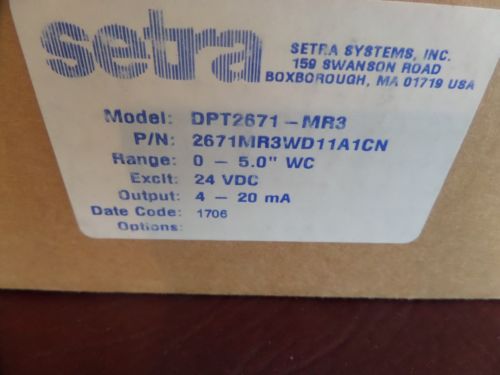 setra
SETRA SYSTEMS, INC.
159 SWANSON ROAD
BOXBOROUGH, MA 01719 USA
Model: DPT2671-MR3
P/N: 2671MR3WD11A1CN
Range: 0 - 5.0" WC
Excit: 24 VDC
Output: 4 - 20 mA
Date Code: 1706
Options: